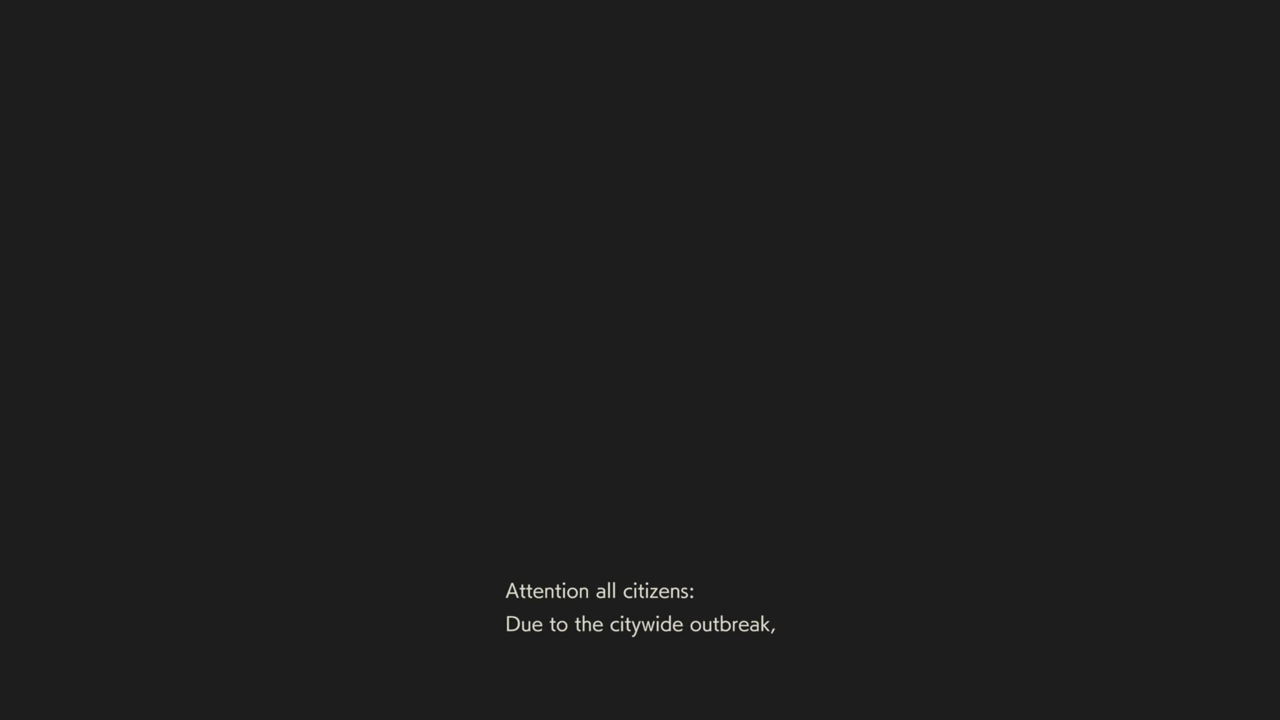 Attention all citizens:
Due to the citywide outbreak,